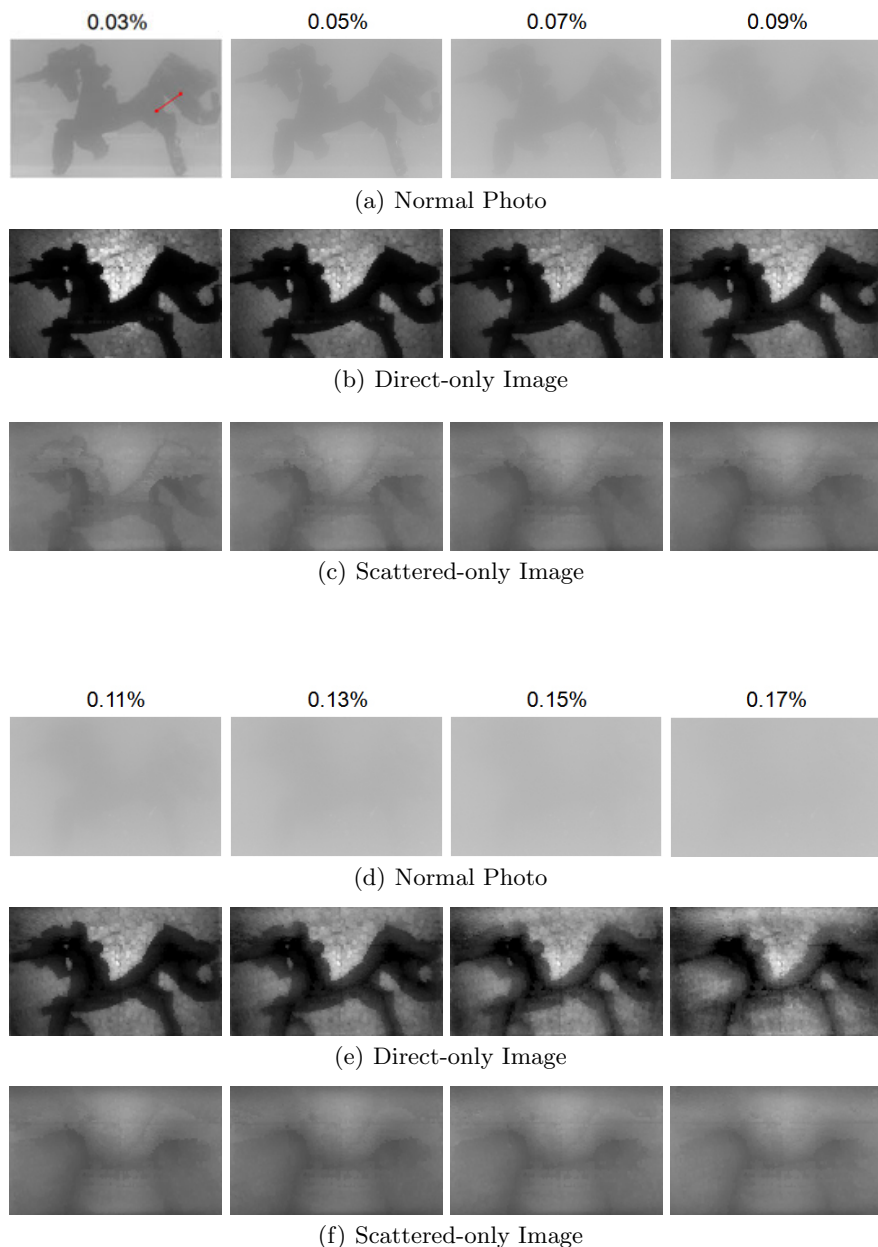 0.03% 0.05% 0.07% 0.09%
(a) Normal Photo
(b) Direct-only Image
(c) Scattered-only Image
0.11% 0.13% 0.15% 0.17%
(d) Normal Photo
(e) Direct-only Image
(f) Scattered-only Image